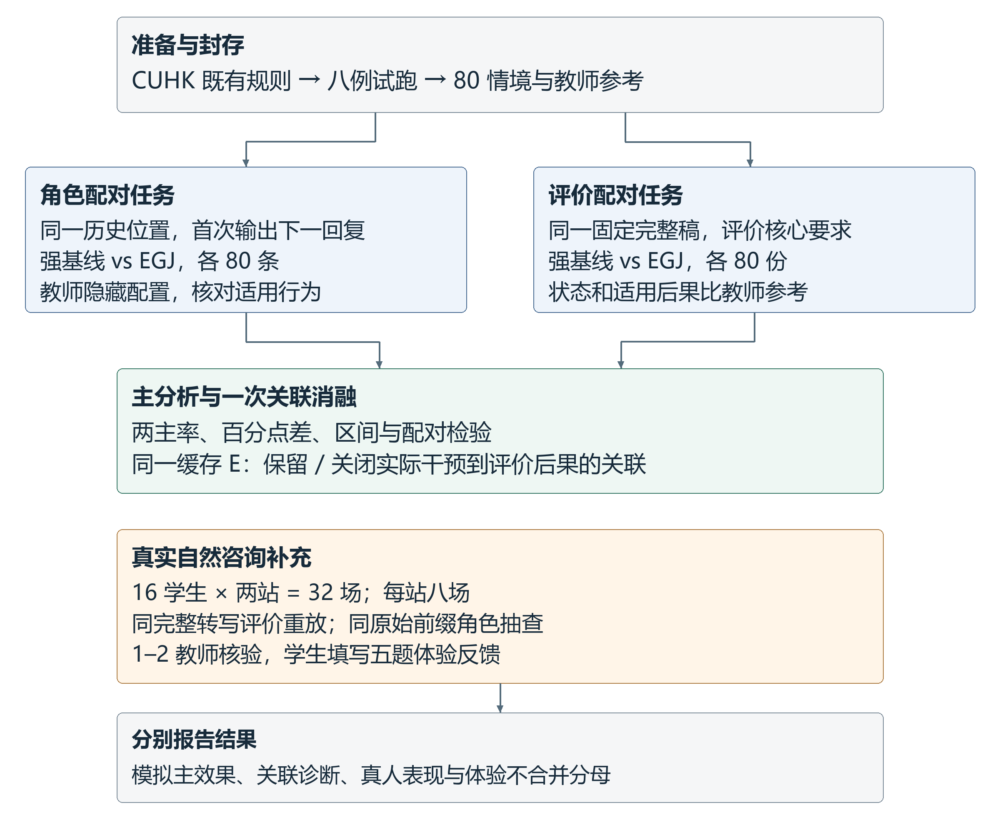 准备与封存
CUHK 既有规则 → 八例试跑 → 80 情境与教师参考
角色配对任务
同一历史位置，首次输出下一回复
强基线 vs EGJ，各 80 条
教师隐藏配置，核对适用行为
评价配对任务
同一固定完整稿，评价核心要求
强基线 vs EGJ，各 80 份
状态和适用后果比教师参考
主分析与一次关联消融
两主率、百分点差、区间与配对检验
同一缓存 E：保留 / 关闭实际干预到评价后果的关联
真实自然咨询补充
16 学生 × 两站 = 32 场；每站八场
同完整转写评价重放；同原始前缀角色抽查
1–2 教师核验，学生填写五题体验反馈
分别报告结果
模拟主效果、关联诊断、真人表现与体验不合并分母